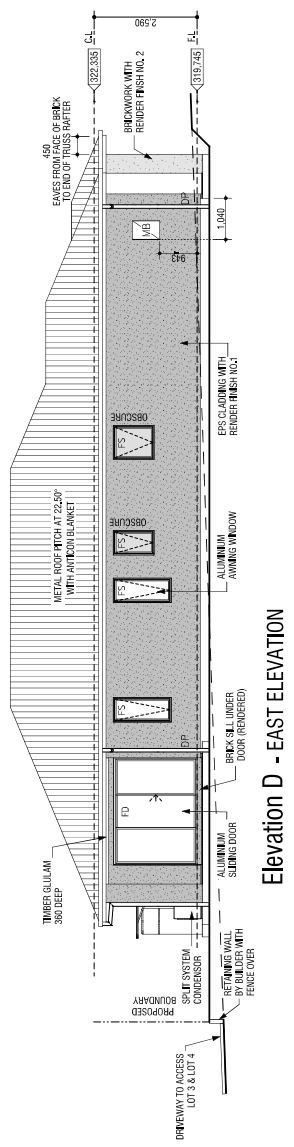 2,590
C.L
322,335
F.L
319,745
450
EAVES FROM FACE OF BRICK
TO END OF TRUSS RAFTER
BRICKWORK WITH
RENDER FINSH NO. 2
METAL ROOF PITCH AT 22.50°
WITH ANTICON BLANKET
TIMBER GLULAM
360 DEEP
PROPOSED
BOUNDARY
FD
FS
FS
FS
OBSCURE
FS
OBSCURE
MB
943
DP
DP
1,040
DRIVEWAY TO ACCESS
LOT 3 & LOT 4
RETAINING WALL
BY BUILDER WITH
FENCE OVER
SPLIT SYSTEM
CONDENSOR
ALUMINIUM
SLIDING DOOR
BRICK SILL UNDER
DOOR (RENDERED)
ALUMINIUM
AWNING WINDOW
EPS CLADDING WITH
RENDER FINISH NO.1
Elevation D - EAST ELEVATION